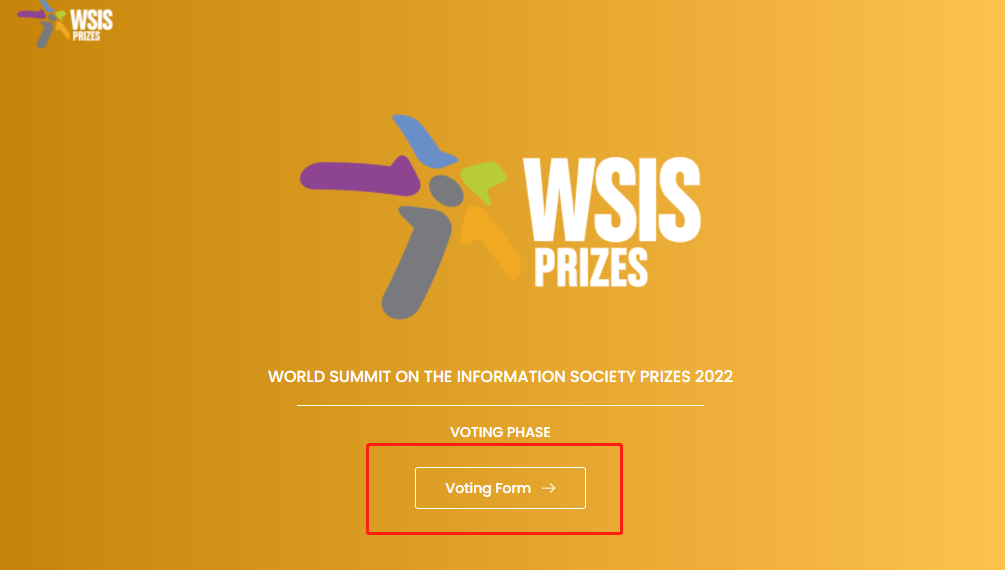 WSIS
PRIZES
WSIS
PRIZES
WORLD SUMMIT ON THE INFORMATION SOCIETY PRIZES 2022
VOTING PHASE
Voting Form →